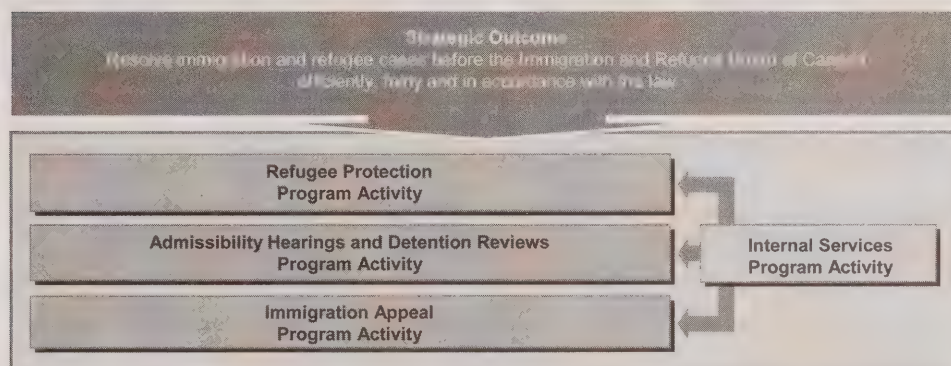 Strategic Outcome
Resolve immigration and refugee cases before the Immigration and Refugee Board of Canada
efficiently, fairly and in accordance with the law
Refugee Protection
Program Activity
Admissibility Hearings and Detention Reviews
Program Activity
Immigration Appeal
Program Activity
Internal Services
Program Activity